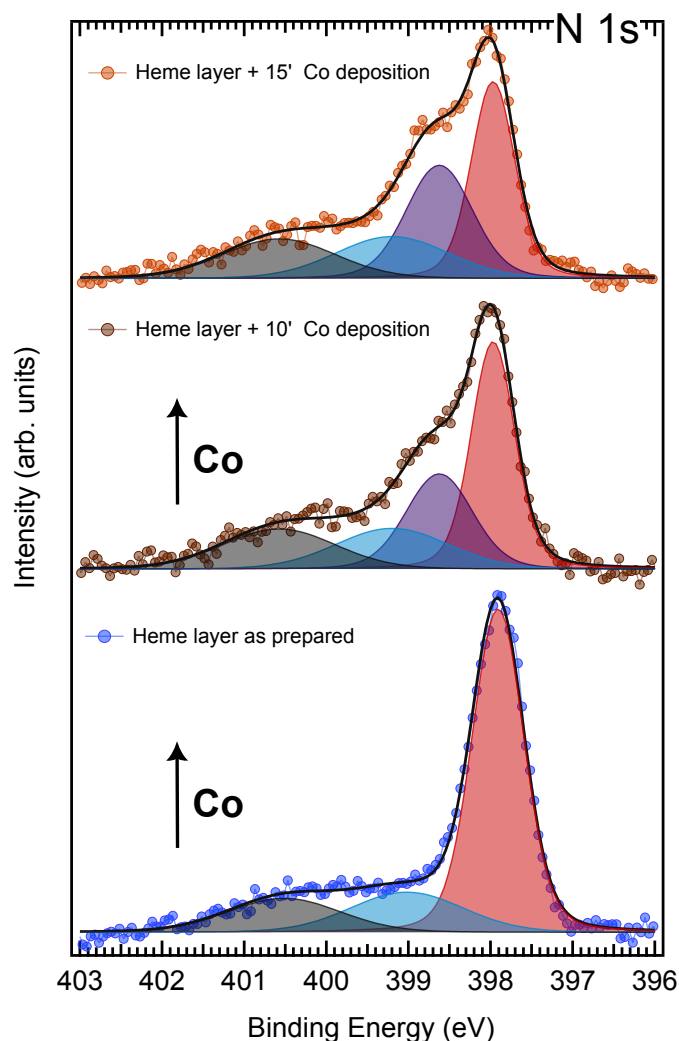 N 1s
Heme layer + 15' Co deposition
Heme layer + 10' Co deposition
Co
Heme layer as prepared
Co
Intensity (arb. units)
403 402 401 400 399 398 397 396
Binding Energy (eV)